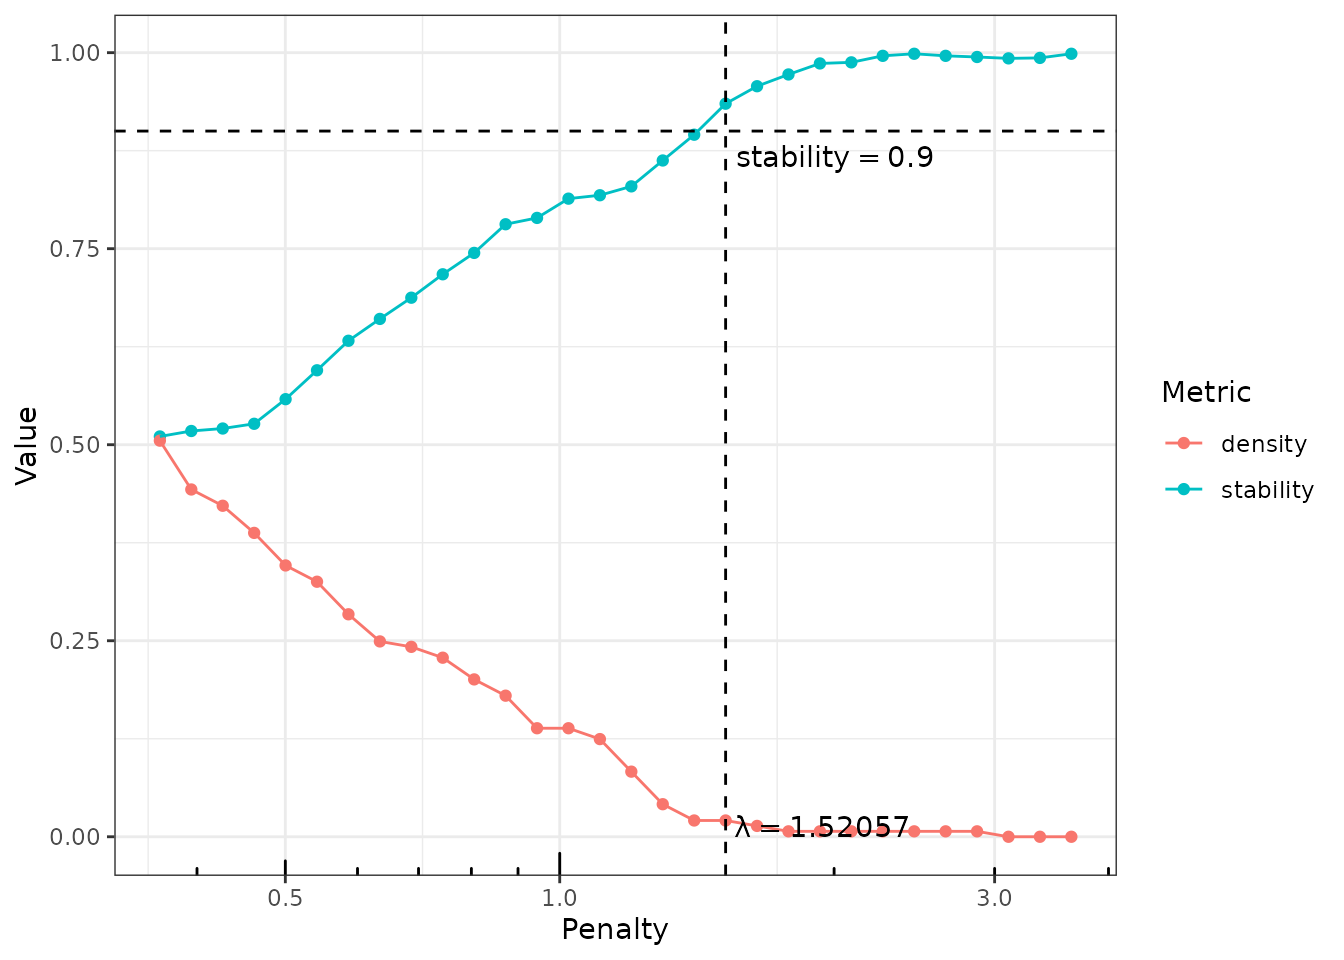 1.00
0.75
0.50
0.25
0.00
Value
stability = 0.9
λ = 1.52057
0.5
1.0
3.0
Penalty
Metric
density
stability